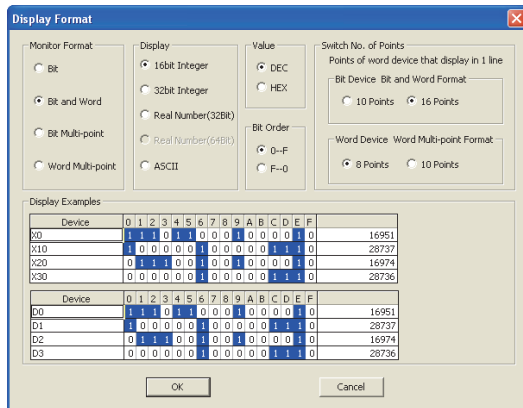 Display Format
Monitor Format
Bit
Bit and Word
Bit Multi-point
Word Multi-point
Display
16bit Integer
32bit Integer
Real Number(32Bit)
Real Number(64Bit)
ASCII
Value
DEC
HEX
Bit Order
0--F
F--0
Switch No. of Points
Points of word device that display in 1 line
Bit Device Bit and Word Format
10 Points 16 Points
Word Device Word Multi-point Format
8 Points 10 Points
Display Examples
Device 0 1 2 3 4 5 6 7 8 9 A B C D E F
X0 1 1 1 0 1 1 0 0 0 1 0 0 0 0 1 0 16951
X10 1 0 0 0 0 0 1 0 0 0 0 0 1 1 1 0 28737
X20 0 1 1 1 0 0 1 0 0 1 0 0 0 0 1 0 16974
X30 0 0 0 0 0 0 1 0 0 0 0 0 1 1 1 0 28736
Device 0 1 2 3 4 5 6 7 8 9 A B C D E F
D0 1 1 1 0 1 1 0 0 0 1 0 0 0 0 1 0 16951
D1 1 0 0 0 0 0 1 0 0 0 0 0 1 1 1 0 28737
D2 0 1 1 1 0 0 1 0 0 1 0 0 0 0 1 0 16974
D3 0 0 0 0 0 0 1 0 0 0 0 0 1 1 1 0 28736
OK Cancel